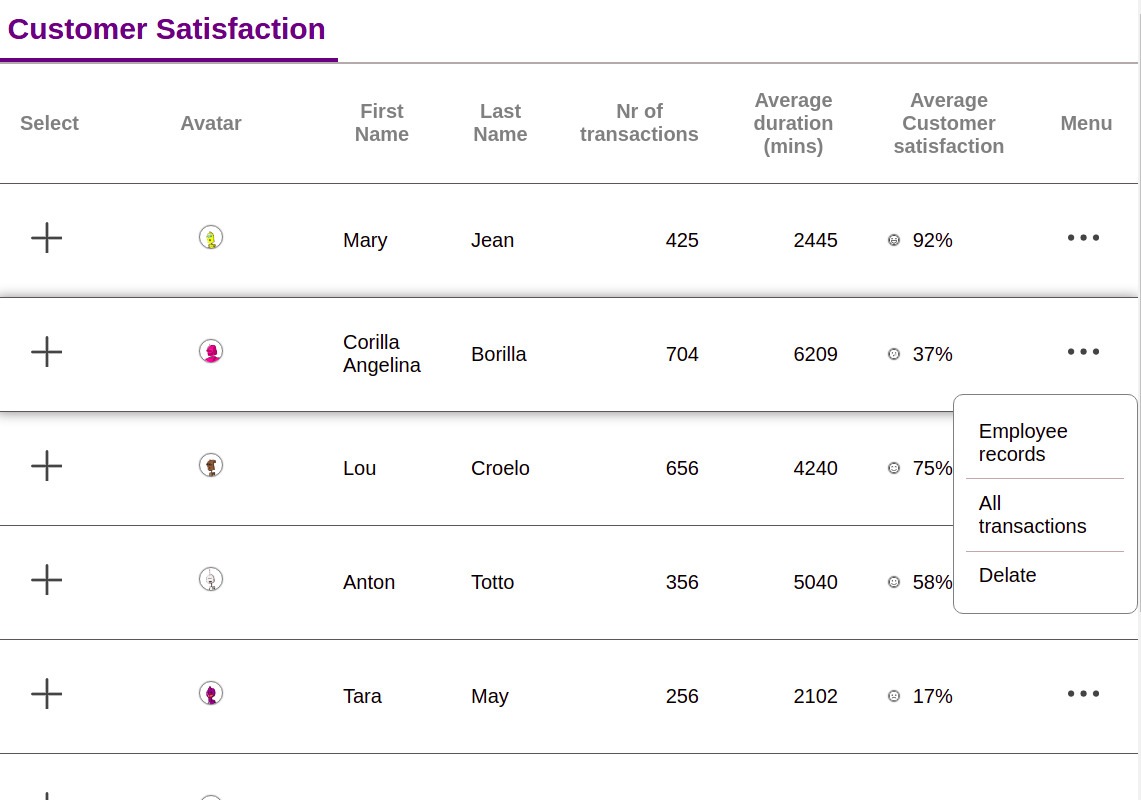 Customer Satisfaction
Select Avatar First Name Last Name Nr of transactions Average duration (mins) Average Customer satisfaction Menu
Mary Jean 425 2445 92%
Corilla Angelina Borilla 704 6209 37%
Lou Croelo 656 4240 75%
Anton Totto 356 5040 58%
Employee
records
All
transactions
Delate
Tara May 256 2102 17%